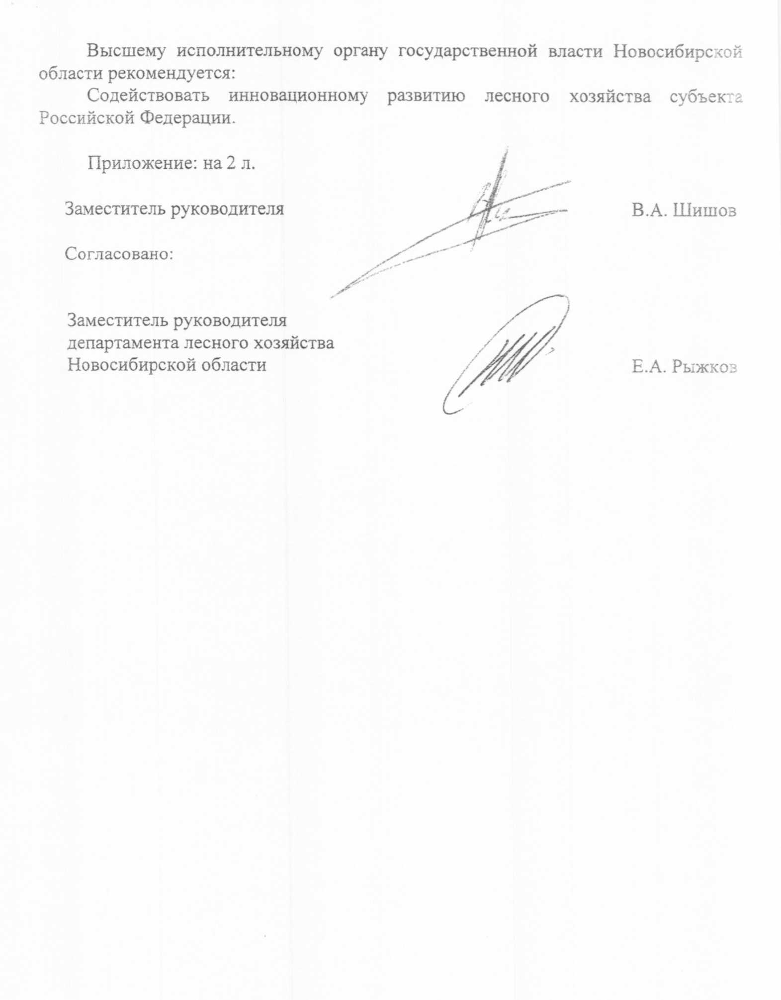 Высшему исполнительному органу государственной власти Новосибирской
области рекомендуется:
Содействовать инновационному развитию лесного хозяйства субъекта
Российской Федерации.
Приложение: на 2 л.
Заместитель руководителя В.А. Шишов
Согласовано:
Заместитель руководителя
департамента лесного хозяйства
Новосибирской области Е.А. Рыжков